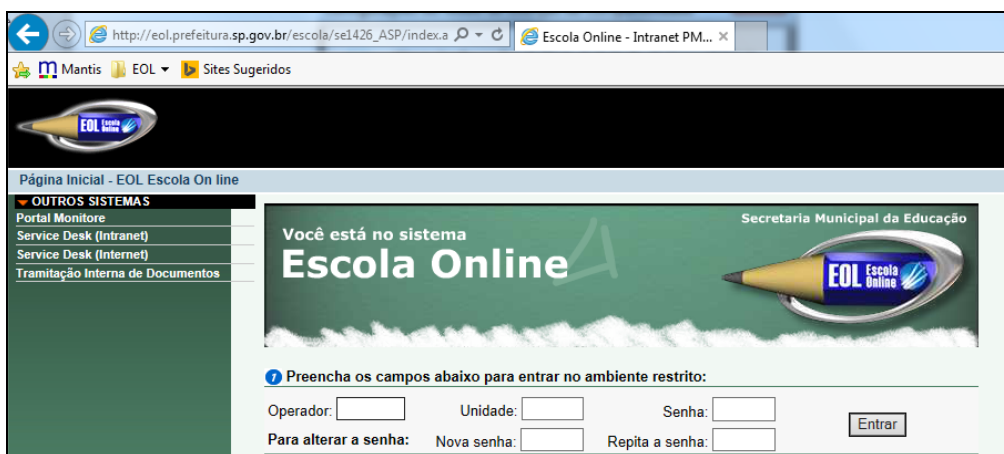 http://eol.prefeitura.sp.gov.br/escola/se1426_ASP/index.a
Escola Online - Intranet PM...
Mantis EOL Sites Sugeridos
EOL Escola Online
Página Inicial - EOL Escola On line
OUTROS SISTEMAS
Portal Monitore
Service Desk (Intranet)
Service Desk (Internet)
Tramitação Interna de Documentos
Secretaria Municipal da Educação
Você está no sistema
Escola Online
EOL Escola Online
1 Preencha os campos abaixo para entrar no ambiente restrito:
Operador: Unidade: Senha: Entrar
Para alterar a senha: Nova senha: Repita a senha: